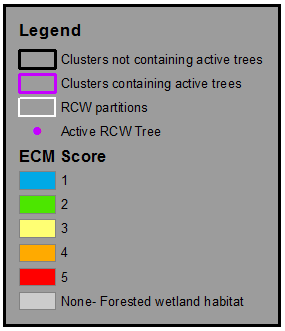 Legend
Clusters not containing active trees
Clusters containing active trees
RCW partitions
Active RCW Tree
ECM Score
1
2
3
4
5
None- Forested wetland habitat